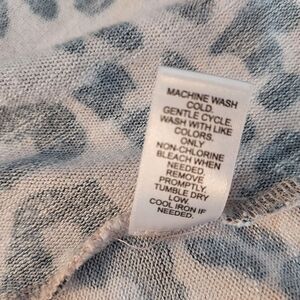 MACHINE WASH
COLD.
GENTLE CYCLE.
WASH WITH LIKE
COLORS.
ONLY
NON-CHLORINE
BLEACH WHEN
NEEDED.
REMOVE
PROMPTLY.
TUMBLE DRY
LOW
COOL IRON IF
NEEDED.